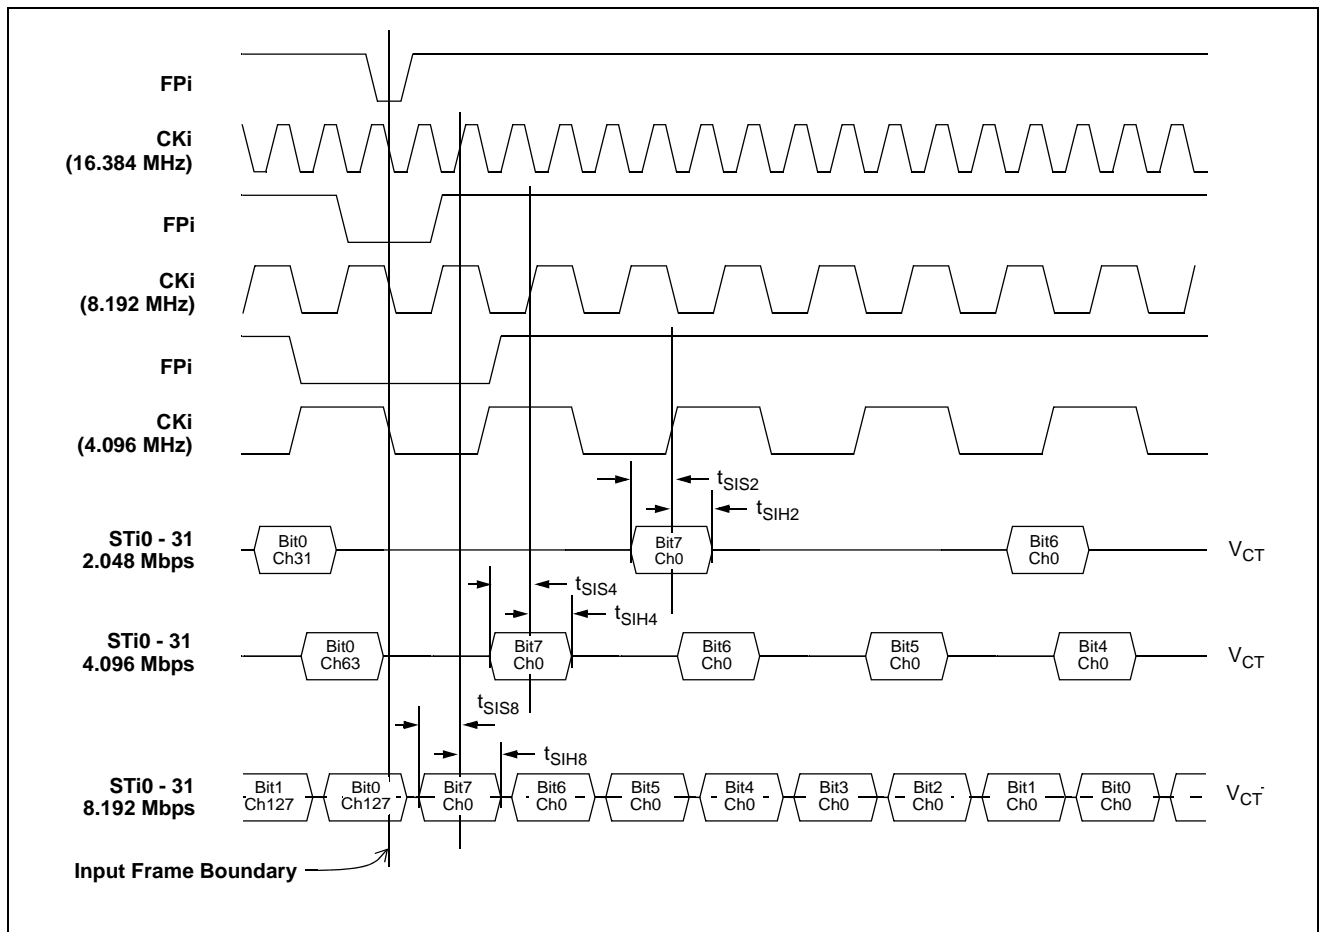 FPi
CKi
(16.384 MHz)
FPi
CKi
(8.192 MHz)
FPi
CKi
(4.096 MHz)
tSIS2
tSIH2
STi0 - 31
2.048 Mbps
Bit0
Ch31
Bit7
Ch0
Bit6
Ch0
VCT
tSIS4
tSIH4
STi0 - 31
4.096 Mbps
Bit0
Ch63
Bit7
Ch0
Bit6
Ch0
Bit5
Ch0
Bit4
Ch0
VCT
tSIS8
tSIH8
STi0 - 31
8.192 Mbps
Bit1
Ch127
Bit0
Ch127
Bit7
Ch0
Bit6
Ch0
Bit5
Ch0
Bit4
Ch0
Bit3
Ch0
Bit2
Ch0
Bit1
Ch0
Bit0
Ch0
VCT
Input Frame Boundary